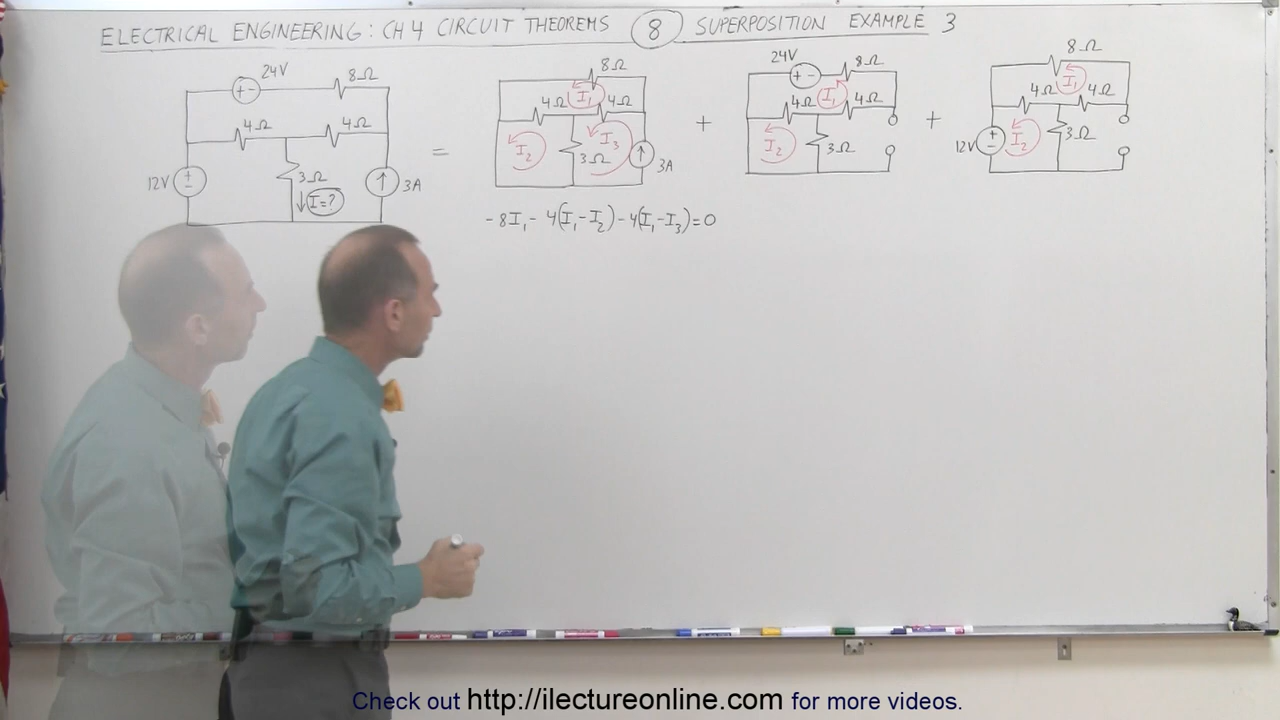 ELECTRICAL ENGINEERING: CH 4 CIRCUIT THEOREMS 8 SUPERPOSITION EXAMPLE 3
24V 8Ω
4Ω 4Ω
12V 3Ω 3A
I=?
=
8Ω
4Ω I₁ 4Ω
I₂ 3Ω I₃ 3A
+
24V 8Ω
4Ω I₁ 4Ω
I₂ 3Ω
+
8Ω
4Ω I₁ 4Ω
12V I₂ 3Ω
-8I₁-4(I₁-I₂)-4(I₁-I₃)=0
Check out http://ilectureonline.com for more videos.